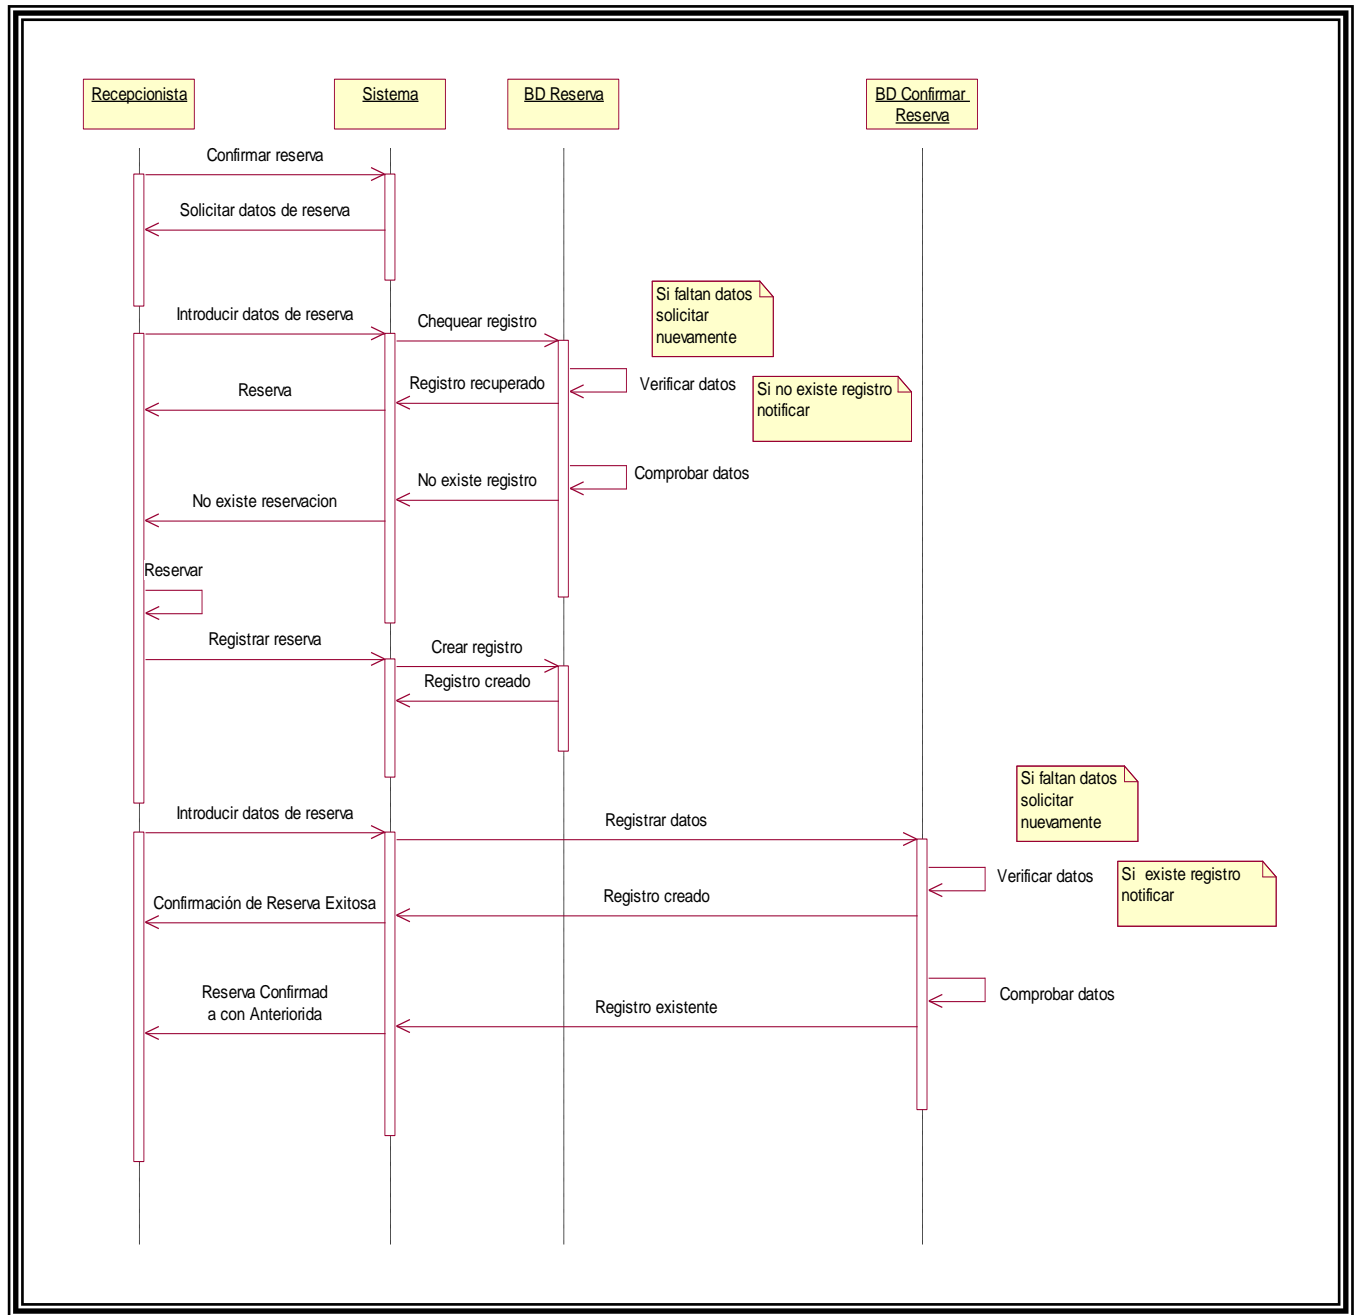 Recepcionista
Sistema
BD Reserva
BD Confirmar
Reserva
Confirmar reserva
Solicitar datos de reserva
Si faltan datos
solicitar
nuevamente
Introducir datos de reserva
Chequear registro
Registro recuperado
Verificar datos
Si no existe registro
notificar
Reserva
Comprobar datos
No existe registro
No existe reservacion
Reservar
Registrar reserva
Crear registro
Registro creado
Si faltan datos
solicitar
nuevamente
Introducir datos de reserva
Registrar datos
Verificar datos
Si existe registro
notificar
Registro creado
Confirmación de Reserva Exitosa
Reserva Confirmad
a con Anteriorida
Comprobar datos
Registro existente